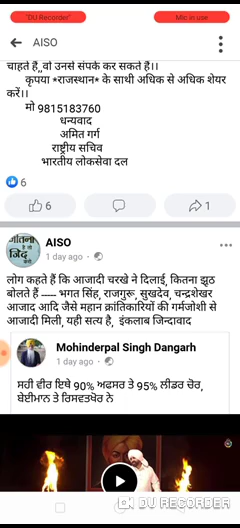 "DU Recorder"
Mic in use
AISO
चाहते हैं, वो उनसे संपर्क कर सकते हैं।।
कृपया *राजस्थान* के साथी अधिक से अधिक शेयर
करें।।
मो 9815183760
धन्यवाद
अमित गर्ग
राष्ट्रीय सचिव
भारतीय लोकसेवा दल
6
6
1
AISO
1 day ago
लोग कहते हैं कि आजादी चरखे ने दिलाई, कितना झूठ
बोलते हैं ----- भगत सिंह, राजगुरू, सुखदेव, चन्द्रशेखर
आजाद आदि जैसे महान क्रांतिकारियों की गर्मजोशी से
आजादी मिली, यही सत्य है, इंकलाब जिन्दावाद
Mohinderpal Singh Dangarh
1 day ago
ਸਹੀ ਵੀਰ ਇਥੇ 90% ਅਫਸਰ ਤੇ 95% ਲੀਡਰ ਚੋਰ,
ਬੇਈਮਾਨ ਤੇ ਰਿਸ਼ਵਤਖੋਰ ਨੇ
DU RECORDER